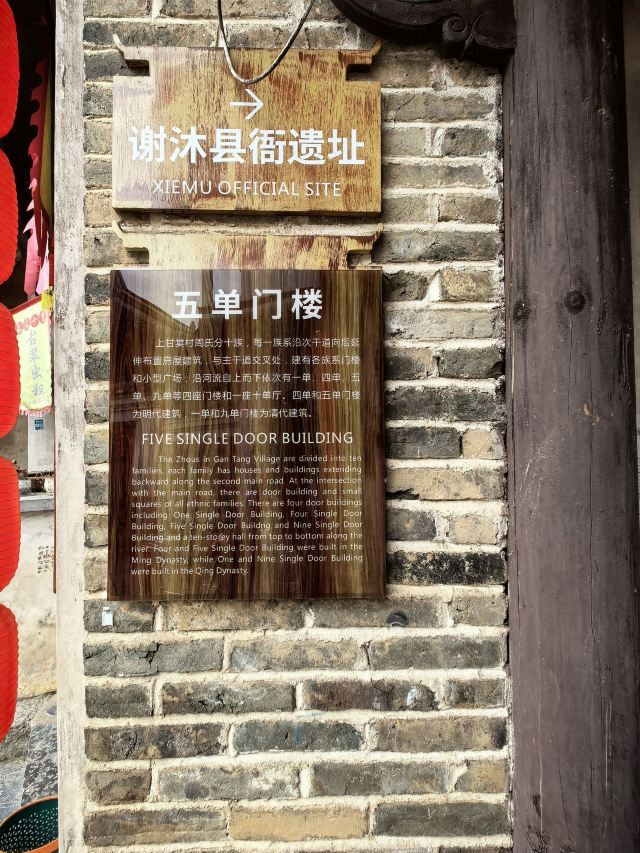 →
谢沐县衙遗址
XIEMU OFFICIAL SITE
五单门楼
上甘棠村周氏分十族，每一族系沿次干道向后延
伸布置房屋建筑，与主干道交叉处，建有各族系门楼
和小型广场，沿河流自上而下依次有一单、四单、五
单、九单等四座门楼和一座十单厅。四单和五单门楼
为明代建筑，一单和九单门楼为清代建筑。
FIVE SINGLE DOOR BUILDING
The Zhous in Gan Tang Village are divided into ten
families, each family has houses and buildings extending
backward along the second main road. At the intersection
with the main road, there are door building and small
squares of all ethnic families. There are four door buildings
including One Single Door Building, Four Single Door
Building, Five Single Door Buildng and Nine Single Door
Building and a ten-storey hall from top to bottom along the
river. Four and Five Single Door Building were built in the
Ming Dynasty, while One and Nine Single Door Building
were built in the Qing Dynasty.
古装出租